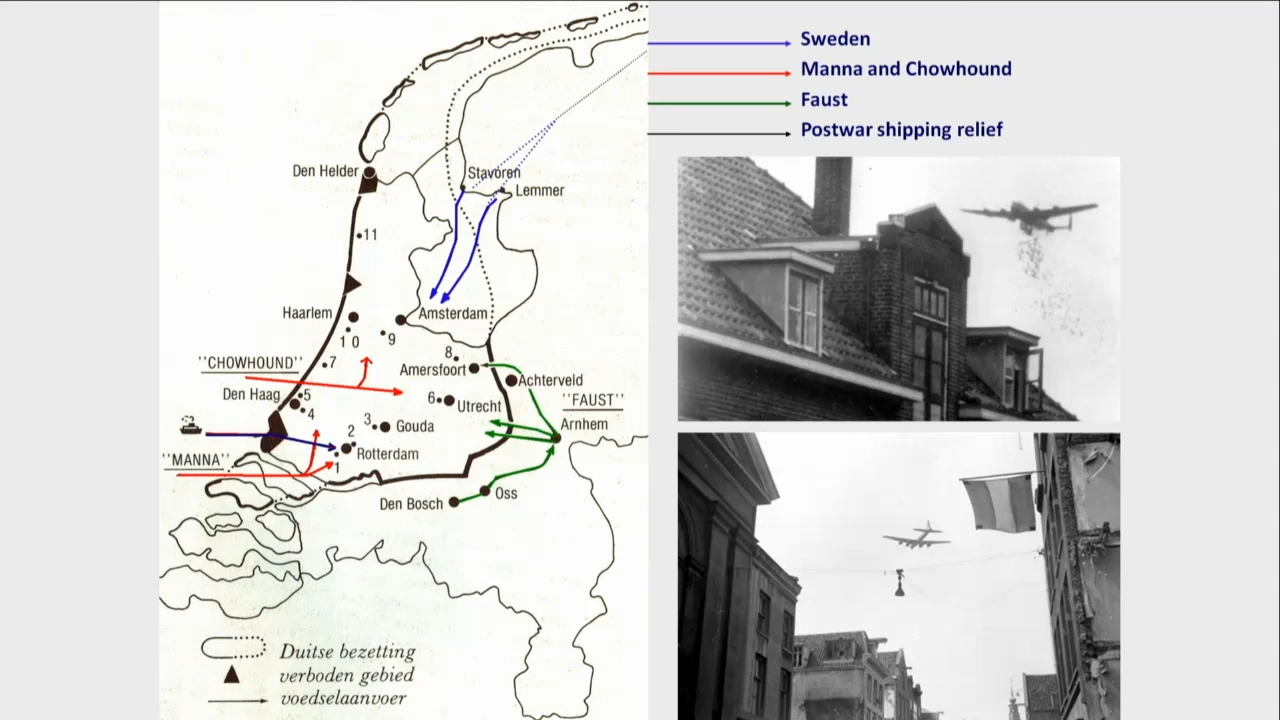 Sweden
Manna and Chowhound
Faust
Postwar shipping relief
Den Helder
Stavoren
Lemmer
11
Haarlem
Amsterdam
10
9
8
"CHOWHOUND"
7
Amersfoort
Achterveld
Den Haag
5
4
6
Utrecht
"FAUST"
Arnhem
3
Gouda
2
Rotterdam
"MANNA"
1
Den Bosch
Oss
Duitse bezetting
verboden gebied
voedselaanvoer